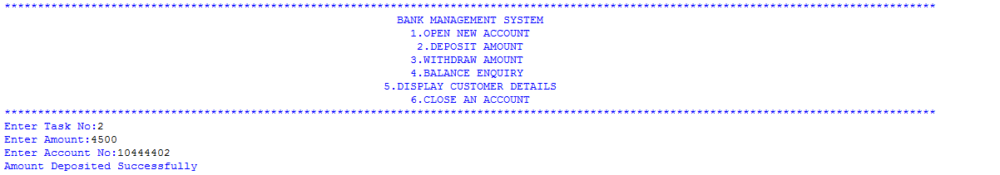 ********************************************************************************************************************************************
BANK MANAGEMENT SYSTEM
1.OPEN NEW ACCOUNT
2.DEPOSIT AMOUNT
3.WITHDRAW AMOUNT
4.BALANCE ENQUIRY
5.DISPLAY CUSTOMER DETAILS
6.CLOSE AN ACCOUNT
********************************************************************************************************************************************
Enter Task No:2
Enter Amount:4500
Enter Account No:10444402
Amount Deposited Successfully